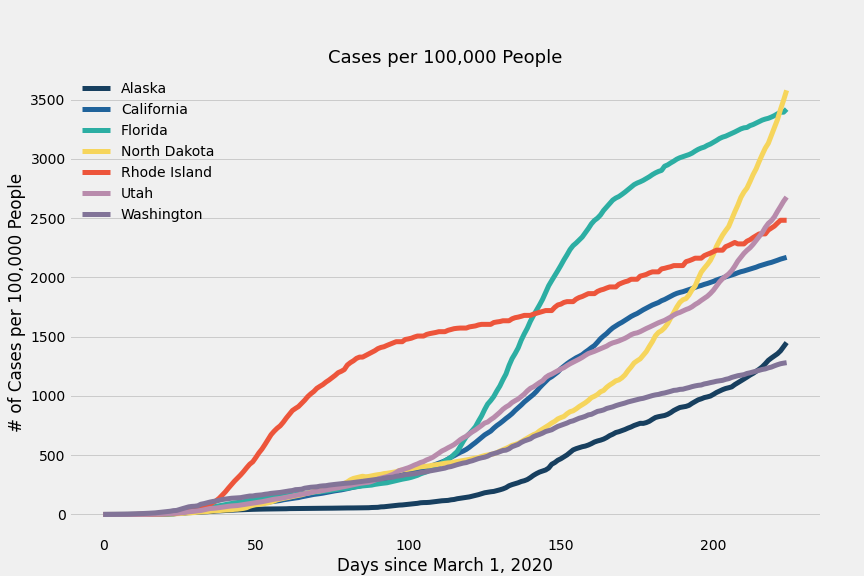 Cases per 100,000 People
Alaska
California
Florida
North Dakota
Rhode Island
Utah
Washington
# of Cases per 100,000 People
3500
3000
2500
2000
1500
1000
500
0
0 50 100 150 200
Days since March 1, 2020